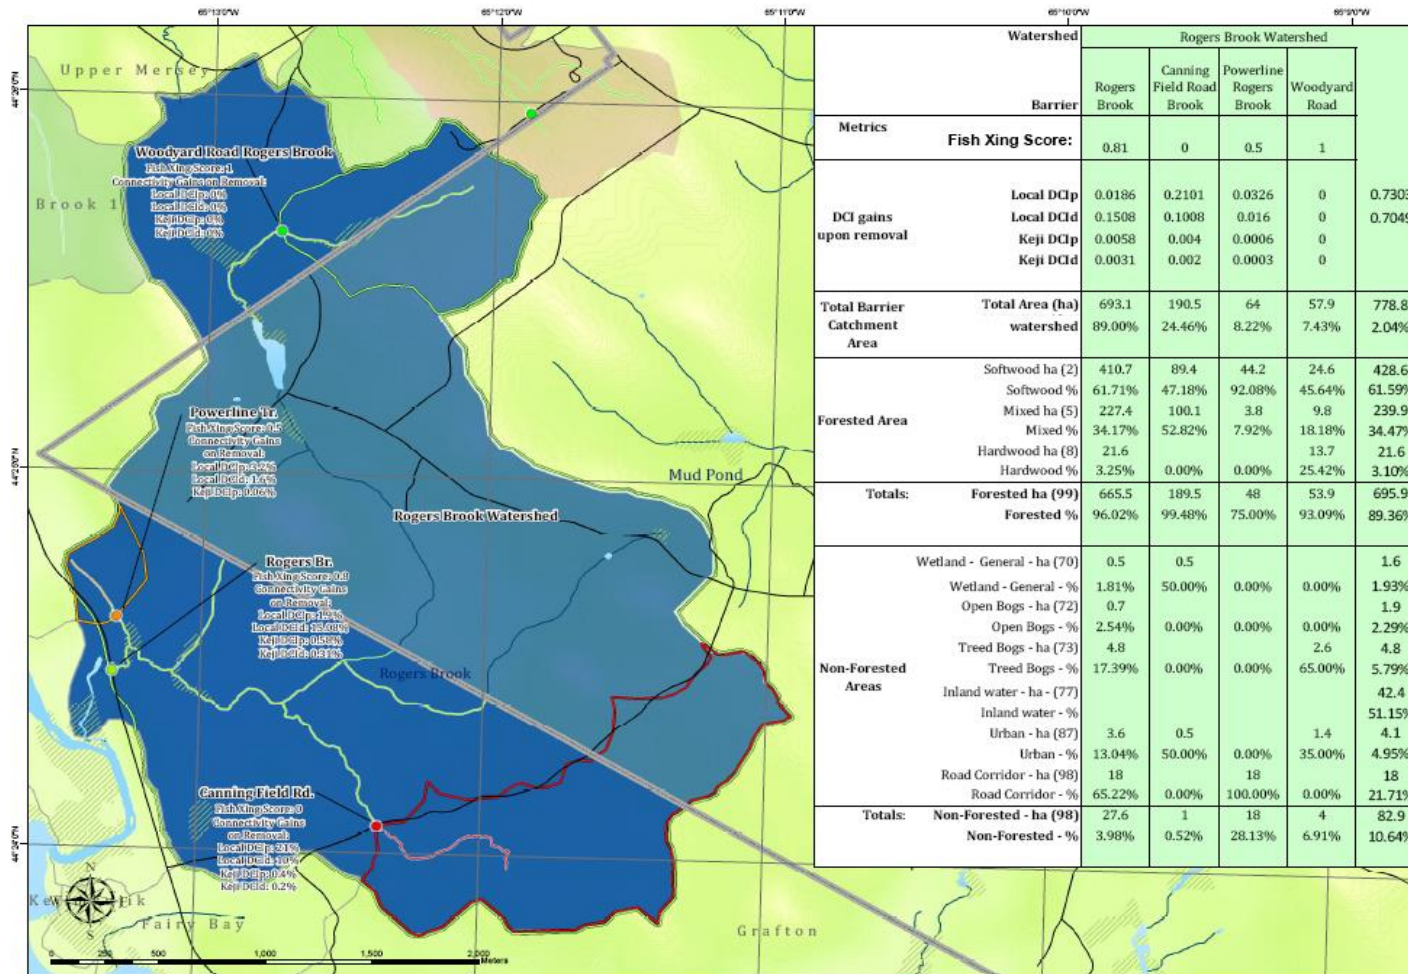 65°13'0"W 65°12'0"W 65°11'0"W 65°10'0"W 65°9'0"W
Upper Mersey
Brook 1
Woodyard Road Rogers Brook
Fish Xing Score: 1
Connectivity Gains on Removal:
Local DCIp: 0%
Local DCId: 0%
Keji DCIp: 0%
Keji DCId: 0%
Powerline Tr.
Fish Xing Score: 0.5
Connectivity Gains
on Removal:
Local DCIp: 3.2%
Local DCId: 1.6%
Keji DCIp: 0.06%
Mud Pond
Rogers Brook Watershed
Rogers Br.
Fish Xing Score: 0.8
Connectivity Gains
on Removal:
Local DCIp: 1.9%
Local DCId: 15.08%
Keji DCIp: 0.58%
Keji DCId: 0.31%
Rogers Brook
Canning Field Rd.
Fish Xing Score: 0
Connectivity Gains
on Removal:
Local DCIp: 21%
Local DCId: 10%
Keji DCIp: 0.4%
Keji DCId: 0.2%
N
E
S
Fairy Bay
Grafton
0 250 500 1,000 1,500 2,000
Meters
Watershed Rogers Brook Watershed
Barrier Rogers Brook Canning Field Road Brook Powerline Rogers Brook Woodyard Road
Metrics Fish Xing Score: 0.81 0 0.5 1
DCI gains upon removal
Local DCIp 0.0186 0.2101 0.0326 0 0.7303
Local DCId 0.1508 0.1008 0.016 0 0.7049
Keji DCIp 0.0058 0.004 0.0006 0
Keji DCId 0.0031 0.002 0.0003 0
Total Barrier Catchment Area
Total Area (ha) 693.1 190.5 64 57.9 778.8
watershed 89.00% 24.46% 8.22% 7.43% 2.04%
Forested Area
Softwood ha (2) 410.7 89.4 44.2 24.6 428.6
Softwood % 61.71% 47.18% 92.08% 45.64% 61.59%
Mixed ha (5) 227.4 100.1 3.8 9.8 239.9
Mixed % 34.17% 52.82% 7.92% 18.18% 34.47%
Hardwood ha (8) 21.6 13.7 21.6
Hardwood % 3.25% 0.00% 0.00% 25.42% 3.10%
Totals: Forested ha (99) 665.5 189.5 48 53.9 695.9
Forested % 96.02% 99.48% 75.00% 93.09% 89.36%
Non-Forested Areas
Wetland - General - ha (70) 0.5 0.5 1.6
Wetland - General - % 1.81% 50.00% 0.00% 0.00% 1.93%
Open Bogs - ha (72) 0.7 1.9
Open Bogs - % 2.54% 0.00% 0.00% 0.00% 2.29%
Treed Bogs - ha (73) 4.8 2.6 4.8
Treed Bogs - % 17.39% 0.00% 0.00% 65.00% 5.79%
Inland water - ha - (77) 42.4
Inland water - % 51.15%
Urban - ha (87) 3.6 0.5 1.4 4.1
Urban - % 13.04% 50.00% 0.00% 35.00% 4.95%
Road Corridor - ha (98) 18 18 18
Road Corridor - % 65.22% 0.00% 100.00% 0.00% 21.71%
Totals: Non-Forested - ha (98) 27.6 1 18 4 82.9
Non-Forested - % 3.98% 0.52% 28.13% 6.91% 10.64%